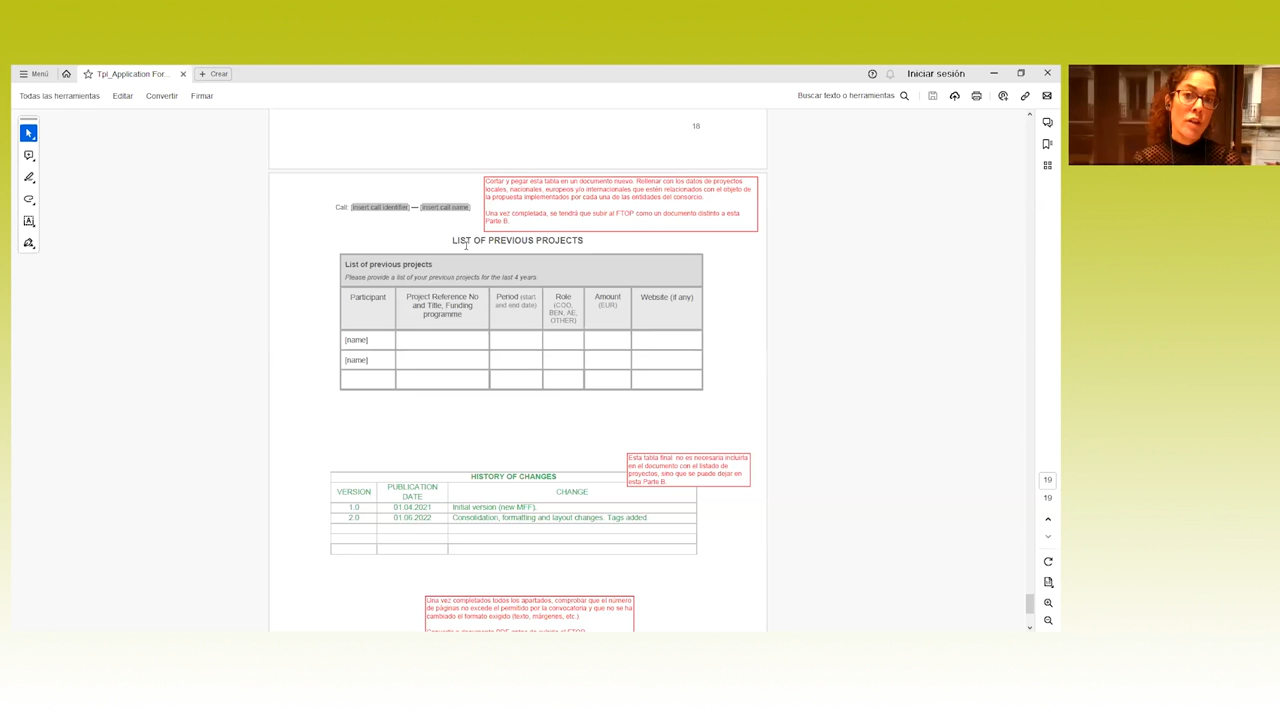 Menú
Tpl_Application For...
Crear
Iniciar sesión
Todas las herramientas
Editar
Convertir
Firmar
Buscar texto o herramientas
18
Cortar y pegar esta tabla en un documento nuevo. Rellenar con los datos de proyectos
locales, nacionales, europeos y/o internacionales que estén relacionados con el objeto de
la propuesta implementados por cada una de las entidades del consorcio.
Una vez completada, se tendrá que subir al FTOP como un documento distinto a esta
Parte B.
Call: [insert call identifier] — [insert call name]
LIST OF PREVIOUS PROJECTS
List of previous projects
Please provide a list of your previous projects for the last 4 years.
Participant
Project Reference No
and Title, Funding
programme
Period (start
and end date)
Role
(COO,
BEN, AE,
OTHER)
Amount
(EUR)
Website (if any)
[name]
[name]
Esta tabla final no es necesaria incluirla
en el documento con el listado de
proyectos, sino que se puede dejar en
esta Parte B.
HISTORY OF CHANGES
VERSION
PUBLICATION
DATE
CHANGE
1.0
01.04.2021
Initial version (new MFF).
2.0
01.06.2022
Consolidation, formatting and layout changes. Tags added.
19
19
Una vez completados todos los apartados, comprobar que el número
de páginas no excede el permitido por la convocatoria y que no se ha
cambiado el formato exigido (texto, márgenes, etc.)